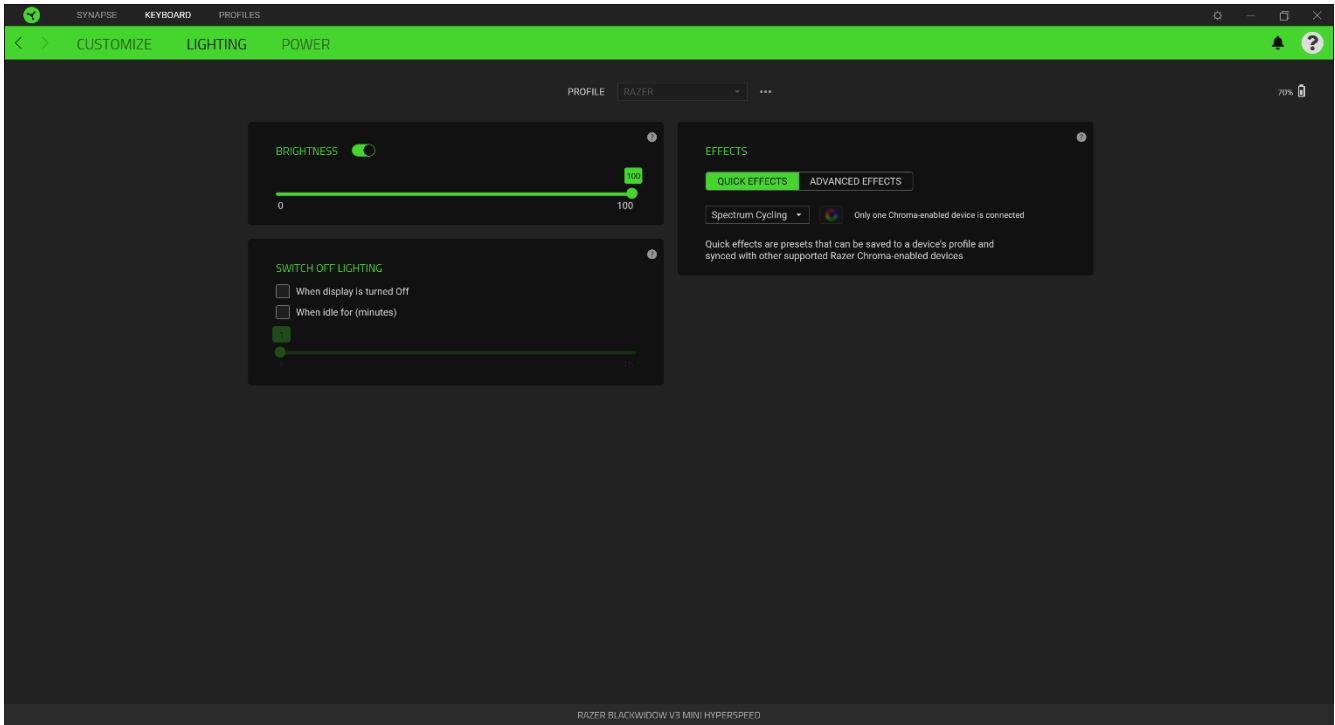 SYNAPSE KEYBOARD PROFILES
CUSTOMIZE LIGHTING POWER
PROFILE RAZER
70%
BRIGHTNESS
100
0 100
SWITCH OFF LIGHTING
When display is turned Off
When idle for (minutes)
1
1 15
EFFECTS
QUICK EFFECTS ADVANCED EFFECTS
Spectrum Cycling Only one Chroma-enabled device is connected
Quick effects are presets that can be saved to a device's profile and
synced with other supported Razer Chroma-enabled devices
RAZER BLACKWIDOW V3 MINI HYPERSPEED